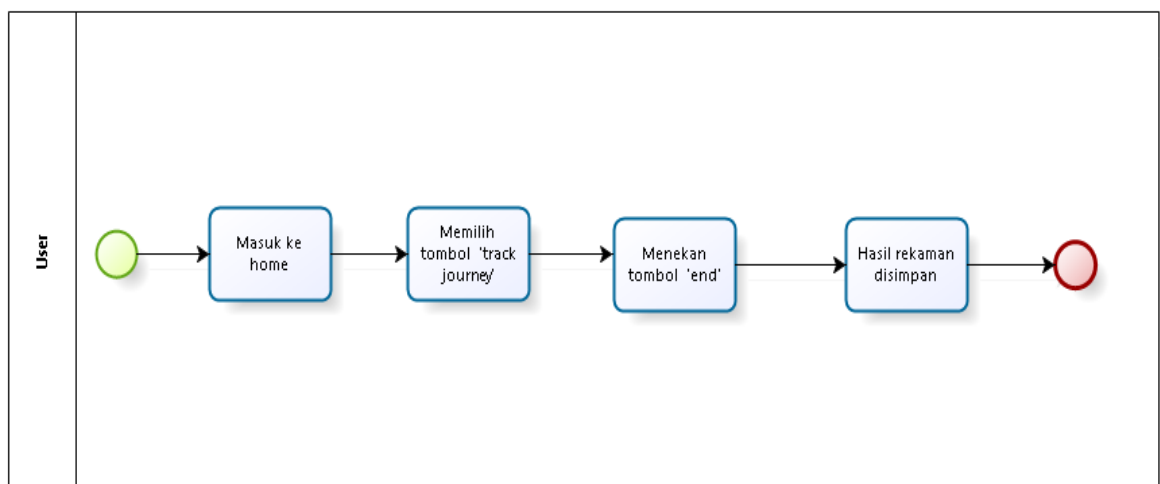 User
Masuk ke
home
Memilih
tombol 'track
journey'
Menekan
tombol 'end'
Hasil rekaman
disimpan